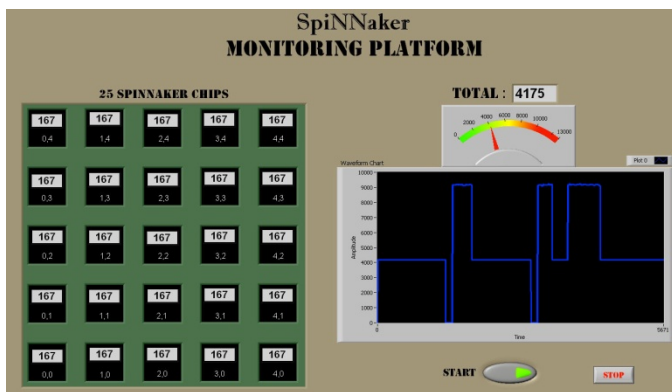 SpiNNaker
MONITORING PLATFORM
25 SPINNAKER CHIPS
167 167 167 167 167
0,4 1,4 2,4 3,4 4,4
167 167 167 167 167
0,3 1,3 2,3 3,3 4,3
167 167 167 167 167
0,2 1,2 2,2 3,2 4,2
167 167 167 167 167
0,1 1,1 2,1 3,1 4,1
167 167 167 167 167
0,0 1,0 2,0 3,0 4,0
TOTAL : 4175
0 2000 4000 6000 8000 10000 13000
Waveform Chart
Plot 0
10000
9000
8000
7000
6000
5000
4000
3000
2000
1000
0
Amplitude
0 5671
Time
START
STOP